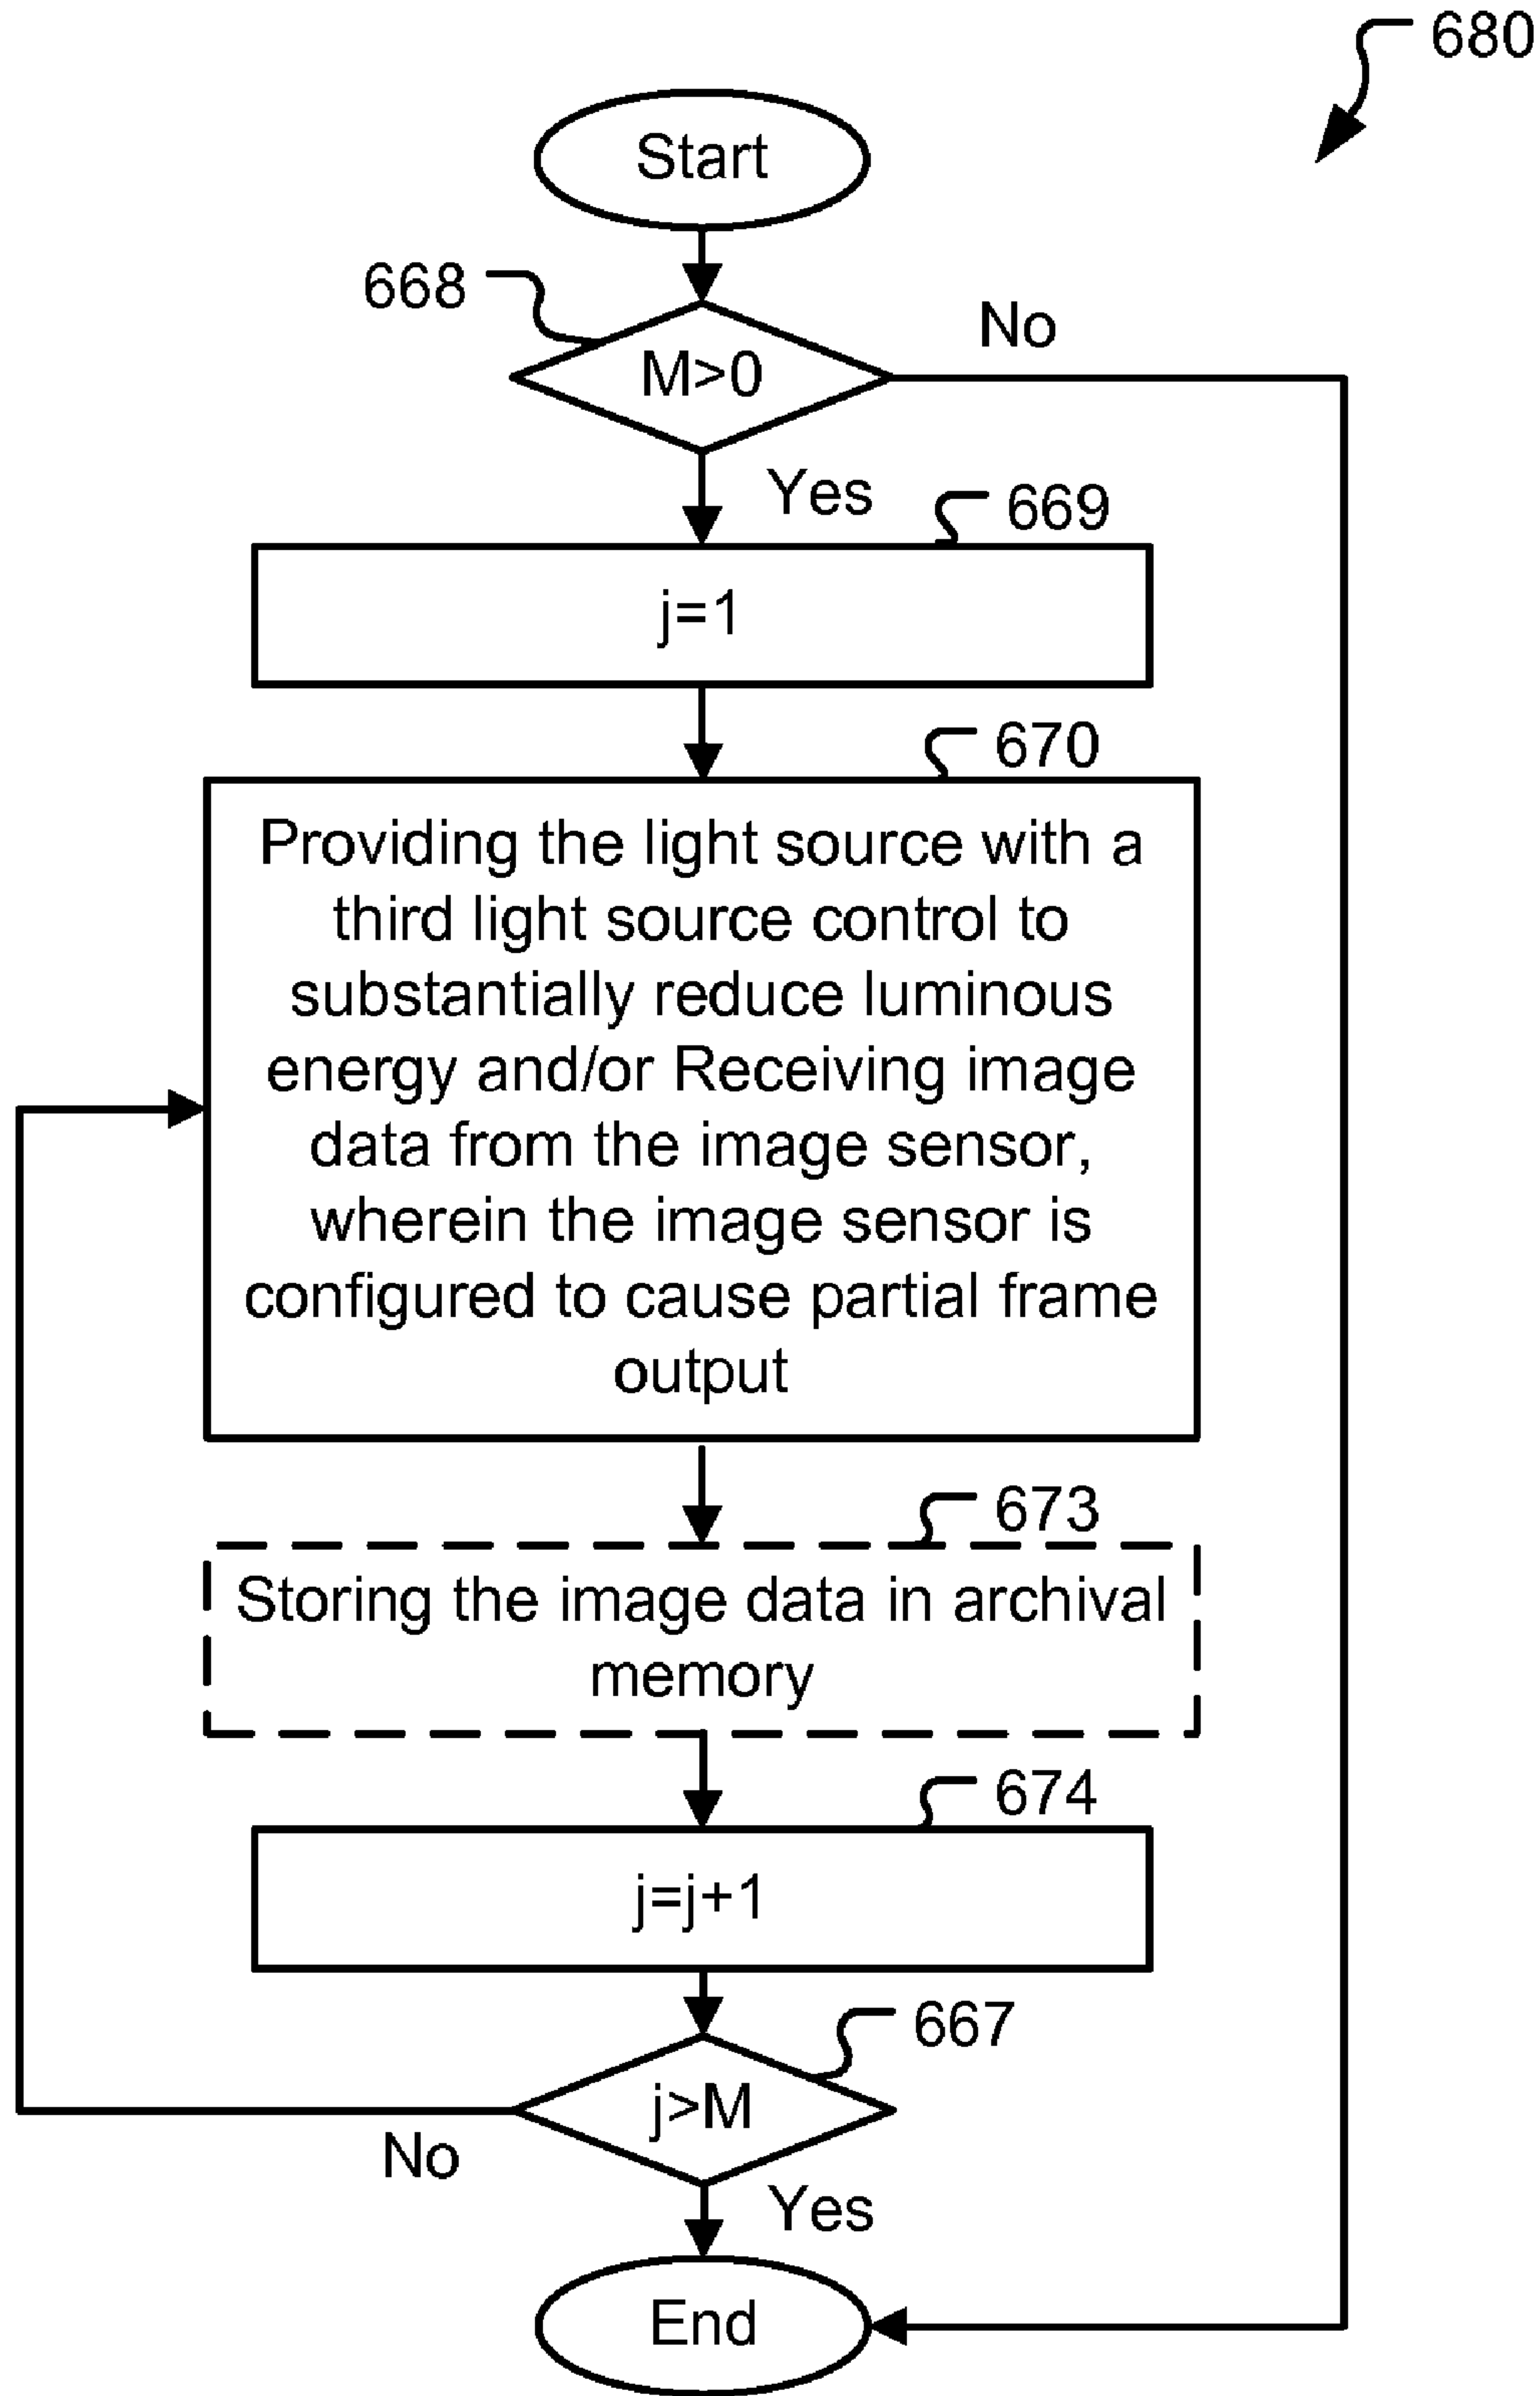 680
Start
668
M>0
No
Yes
669
j=1
670
Providing the light source with a
third light source control to
substantially reduce luminous
energy and/or Receiving image
data from the image sensor,
wherein the image sensor is
configured to cause partial frame
output
673
Storing the image data in archival
memory
674
j=j+1
667
j>M
No
Yes
End